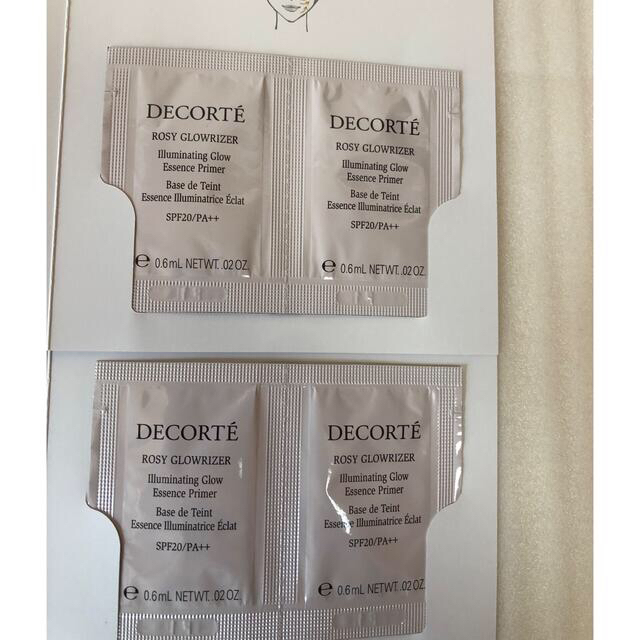 DECORTÉ
ROSY GLOWRIZER
Illuminating Glow
Essence Primer
Base de Teint
Essence Illuminatrice Éclat
SPF20/PA++
e 0.6mL NETWT. .02 OZ.
DECORTÉ
ROSY GLOWRIZER
Illuminating Glow
Essence Primer
Base de Teint
Essence Illuminatrice Éclat
SPF20/PA++
e 0.6mL NETWT. .02 OZ.
DECORTÉ
ROSY GLOWRIZER
Illuminating Glow
Essence Primer
Base de Teint
Essence Illuminatrice Éclat
SPF20/PA++
e 0.6mL NETWT. .02 OZ.
DECORTÉ
ROSY GLOWRIZER
Illuminating Glow
Essence Primer
Base de Teint
Essence Illuminatrice Éclat
SPF20/PA++
e 0.6mL NETWT. .02 OZ.